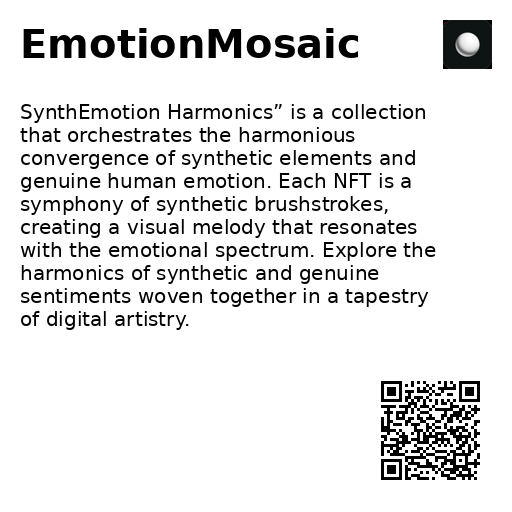 EmotionMosaic
SynthEmotion Harmonics” is a collection
that orchestrates the harmonious
convergence of synthetic elements and
genuine human emotion. Each NFT is a
symphony of synthetic brushstrokes,
creating a visual melody that resonates
with the emotional spectrum. Explore the
harmonics of synthetic and genuine
sentiments woven together in a tapestry
of digital artistry.